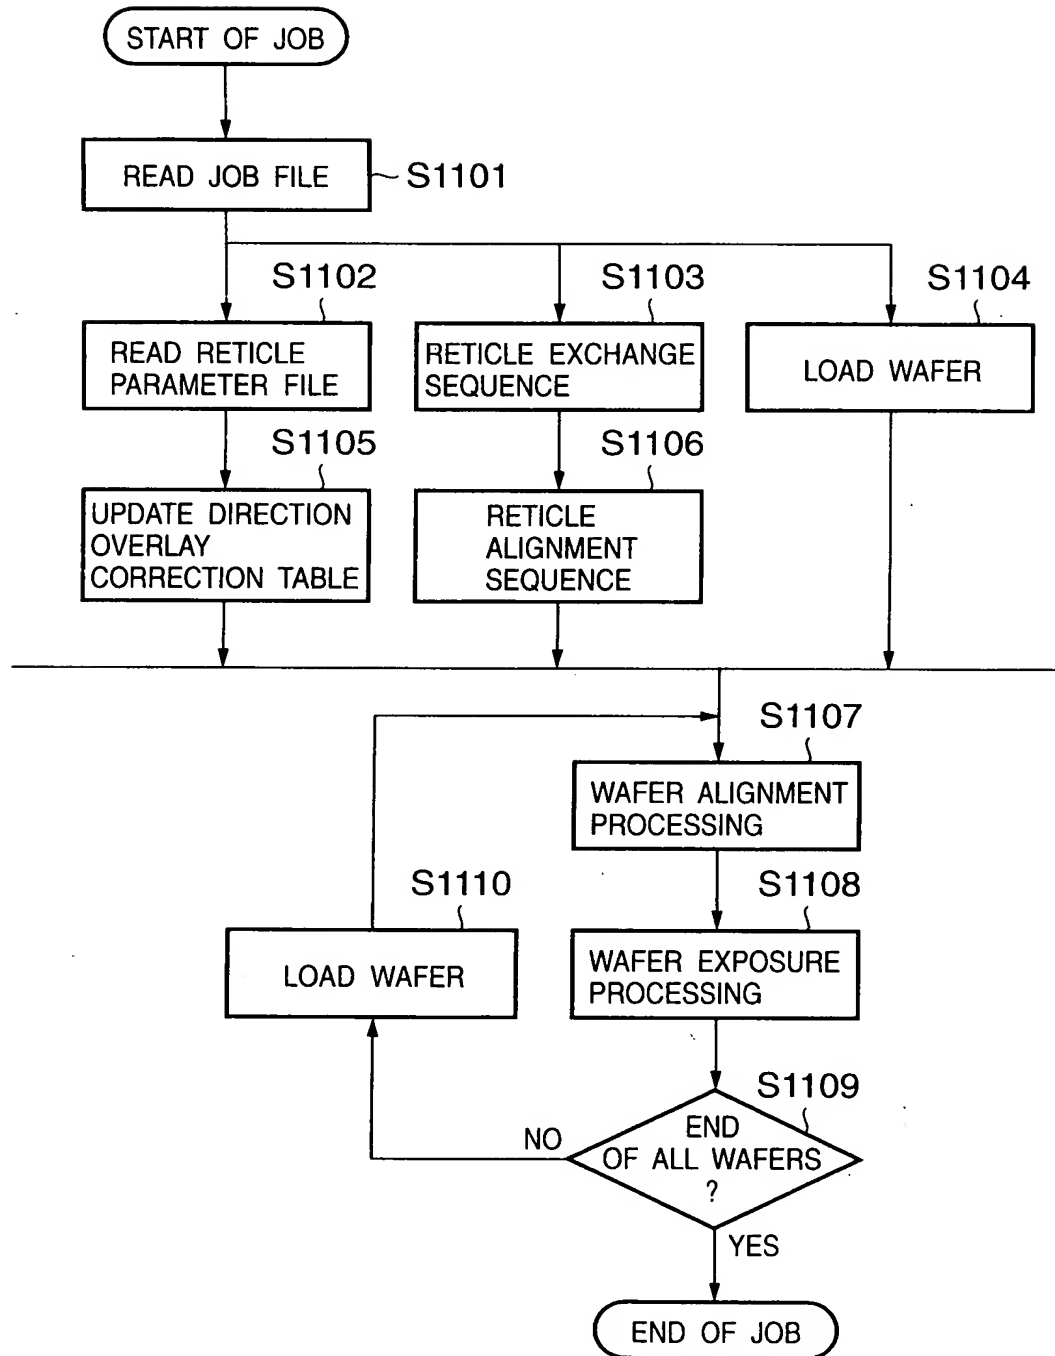 START OF JOB
READ JOB FILE
S1101
S1102
S1103
S1104
READ RETICLE
PARAMETER FILE
RETICLE EXCHANGE
SEQUENCE
LOAD WAFER
S1105
S1106
UPDATE DIRECTION
OVERLAY
CORRECTION TABLE
RETICLE
ALIGNMENT
SEQUENCE
S1107
WAFER ALIGNMENT
PROCESSING
S1110
S1108
LOAD WAFER
WAFER EXPOSURE
PROCESSING
S1109
NO
END
OF ALL WAFERS
?
YES
END OF JOB